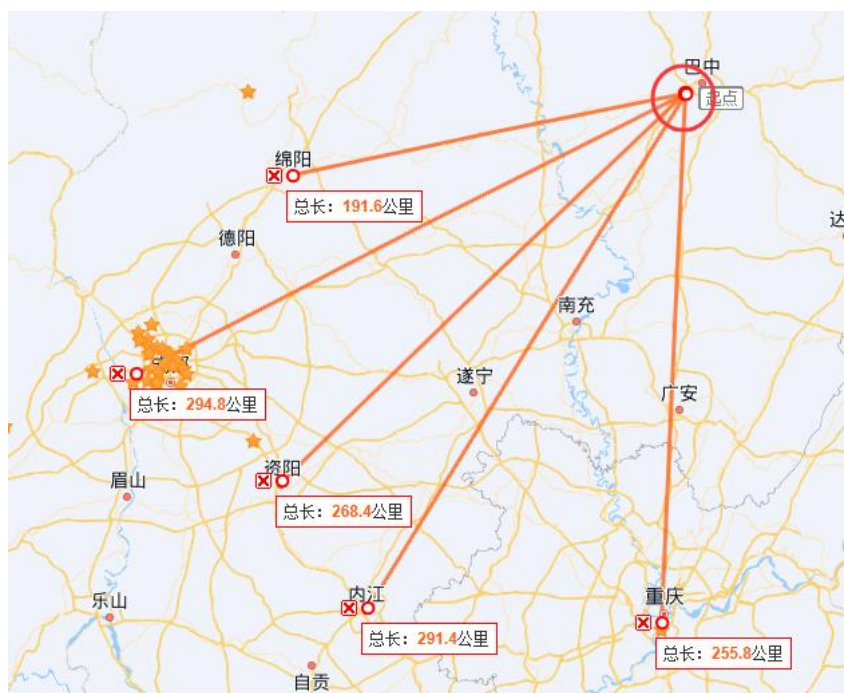 巴中
起点
绵阳
总长：191.6公里
达
德阳
南充
成都
遂宁
总长：294.8公里
广安
资阳
眉山
总长：268.4公里
内江
重庆
乐山
总长：291.4公里
总长：255.8公里
自贡